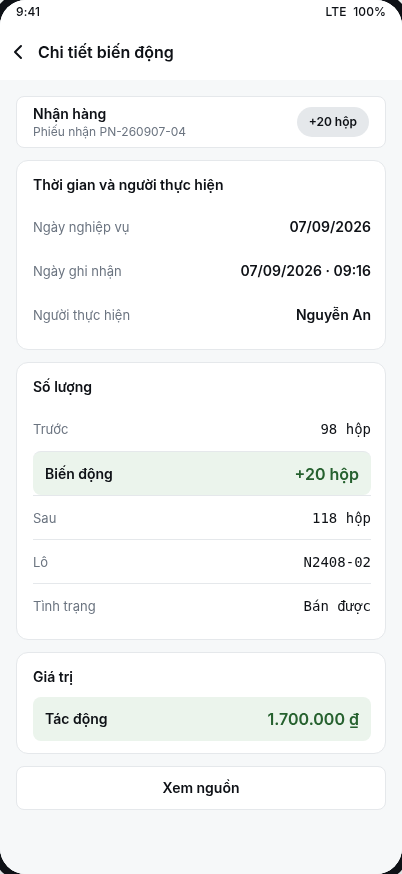 9:41 LTE 100%
Chi tiết biến động
Nhận hàng
Phiếu nhận PN-260907-04
+20 hộp
Thời gian và người thực hiện
Ngày nghiệp vụ 07/09/2026
Ngày ghi nhận 07/09/2026 · 09:16
Người thực hiện Nguyễn An
Số lượng
Trước 98 hộp
Biến động +20 hộp
Sau 118 hộp
Lô N2408-02
Tình trạng Bán được
Giá trị
Tác động 1.700.000 ₫
Xem nguồn